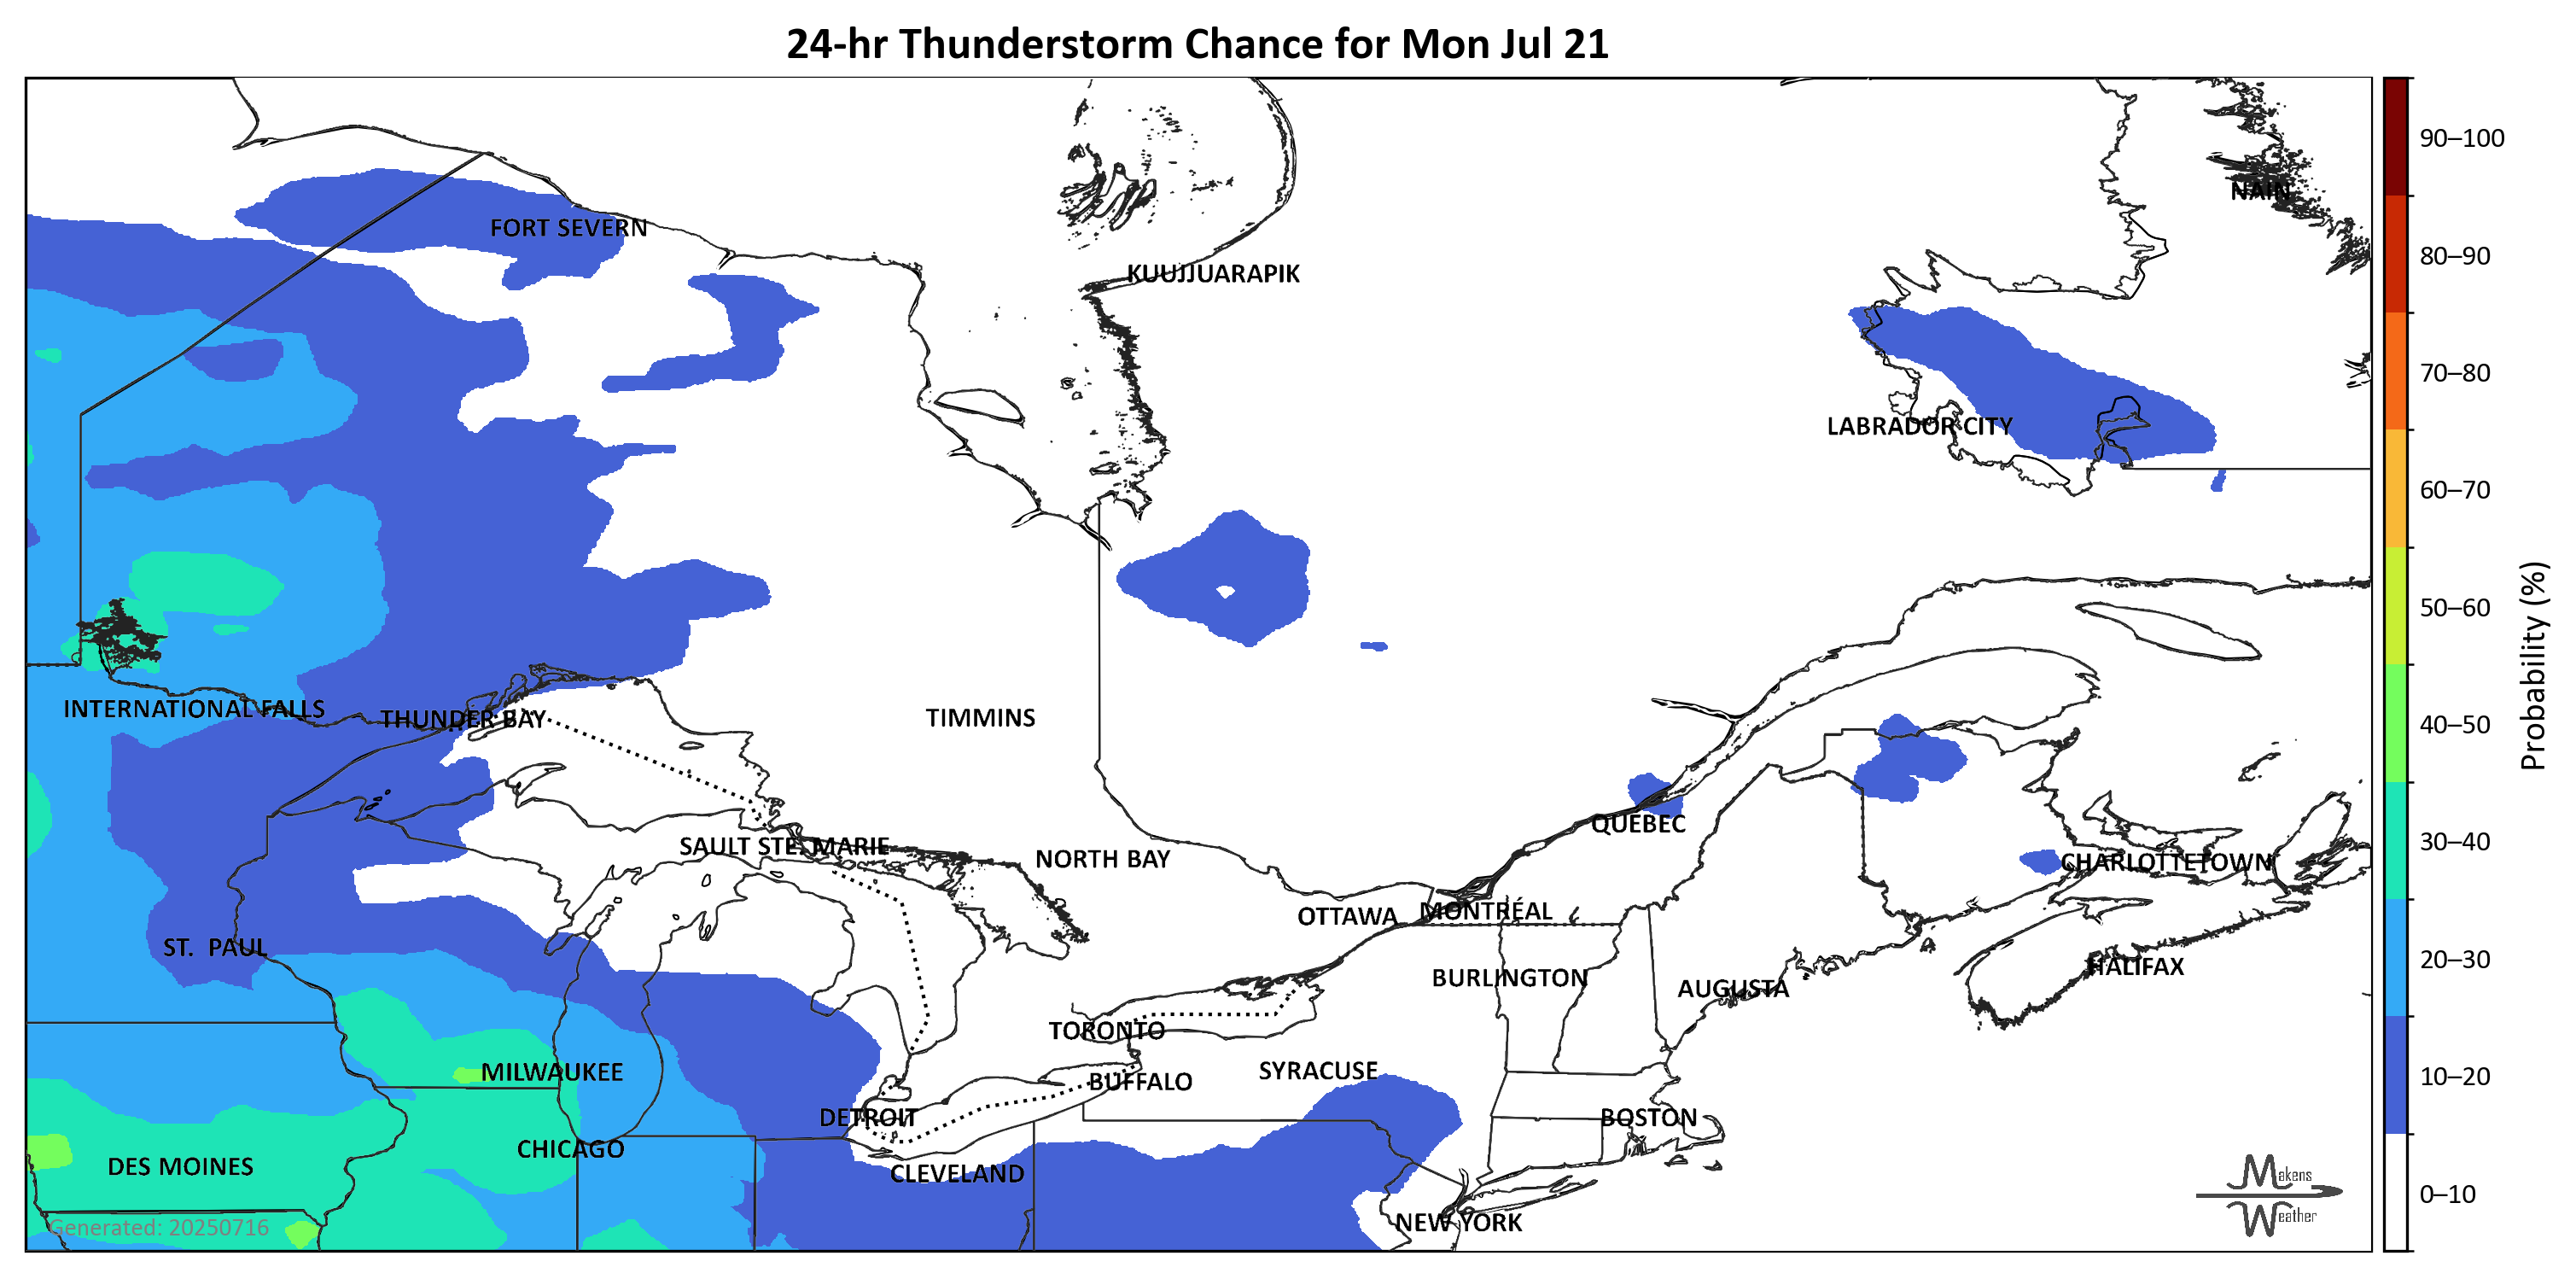 24-hr Thunderstorm Chance for Mon Jul 21
90–100
NAIN
FORT SEVERN
80–90
KUUJJUARAPIK
70–80
LABRADOR CITY
60–70
50–60
Probability (%)
INTERNATIONAL FALLS
THUNDER BAY
TIMMINS
40–50
QUEBEC
SAULT STE. MARIE
NORTH BAY
CHARLOTTETOWN
30–40
OTTAWA
MONTRÉAL
ST. PAUL
20–30
HALIFAX
BURLINGTON
AUGUSTA
TORONTO
MILWAUKEE
SYRACUSE
BUFFALO
10–20
DETROIT
BOSTON
CHICAGO
DES MOINES
CLEVELAND
Makens
Weather
0–10
NEW YORK
Generated: 20250716